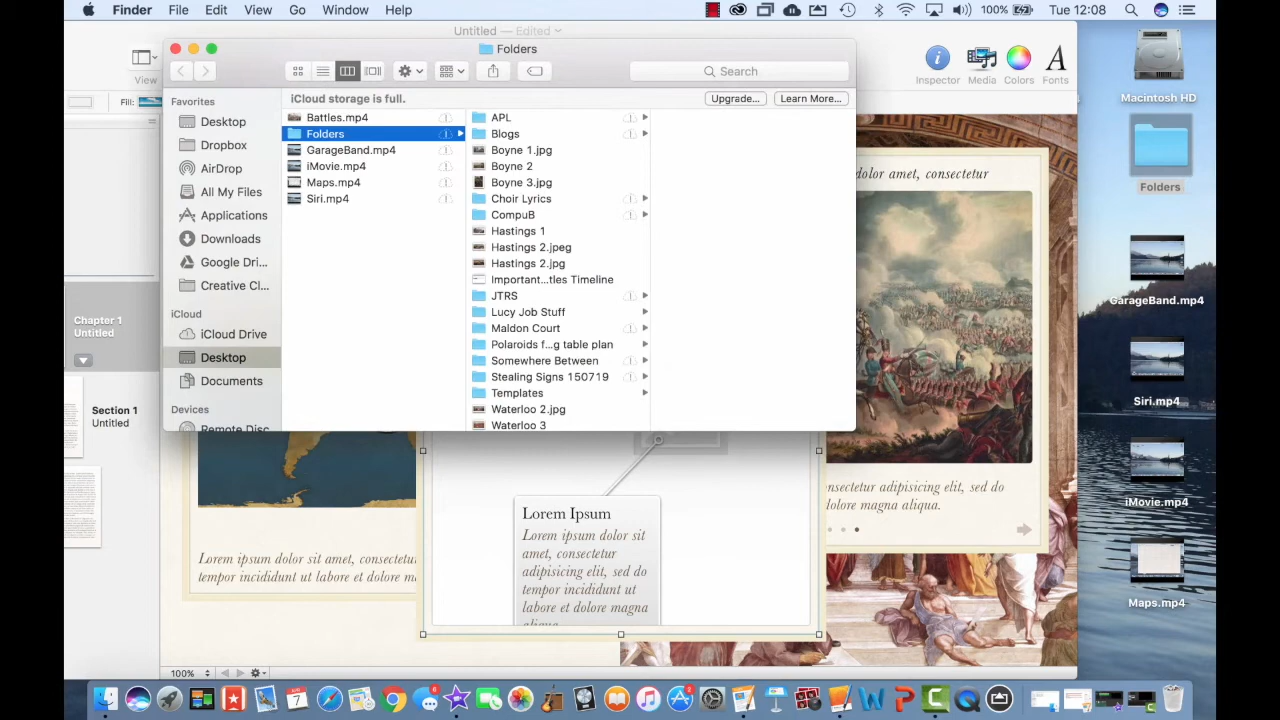 Finder File Edit View Go Window Help 100% Tue 12:08
Untitled — Edited
Folders
View
Search
Inspector Media Colors Fonts
Fill:
Favorites
Desktop
Dropbox
AirDrop
All My Files
Applications
Downloads
Google Dri...
Creative Cl...
iCloud
iCloud Drive
Desktop
Documents
Devices
Remote Disc
iCloud storage is full. Upgrade... Learn More...
Battles.mp4
Folders
GarageBand.mp4
iMovie.mp4
Maps.mp4
Siri.mp4
APL
Blogs
Boyne 1.jpg
Boyne 2
Boyne 3.jpg
Choir Lyrics
CompuB
Hastings 1
Hastings 2.jpeg
Hastings 2.jpg
Important...tles Timeline
JTRS
Lucy Job Stuff
Maldon Court
Polaroids f...g table plan
Somewhere Between
Stealing Signs 150719
Templates
Waterloo 2.jpg
Waterloo 3
Chapter 1
Untitled
Section 1
Untitled
dolor amet, consectetur
nsectetur adipisicing elit, sed do
dolore magna aliqua.
Lorem ipsum dolor sit amet, consectetu
tempor incididunt ut labore et dolore m
Lorem Ipsum
Lorem ipsum dolor sit
amet, consectetur
adipisicing elit, sed do
tempor incididunt ut
labore et dolore magna
aliqua.
100%
Macintosh HD
Folders
GarageBand.mp4
Siri.mp4
iMovie.mp4
Maps.mp4